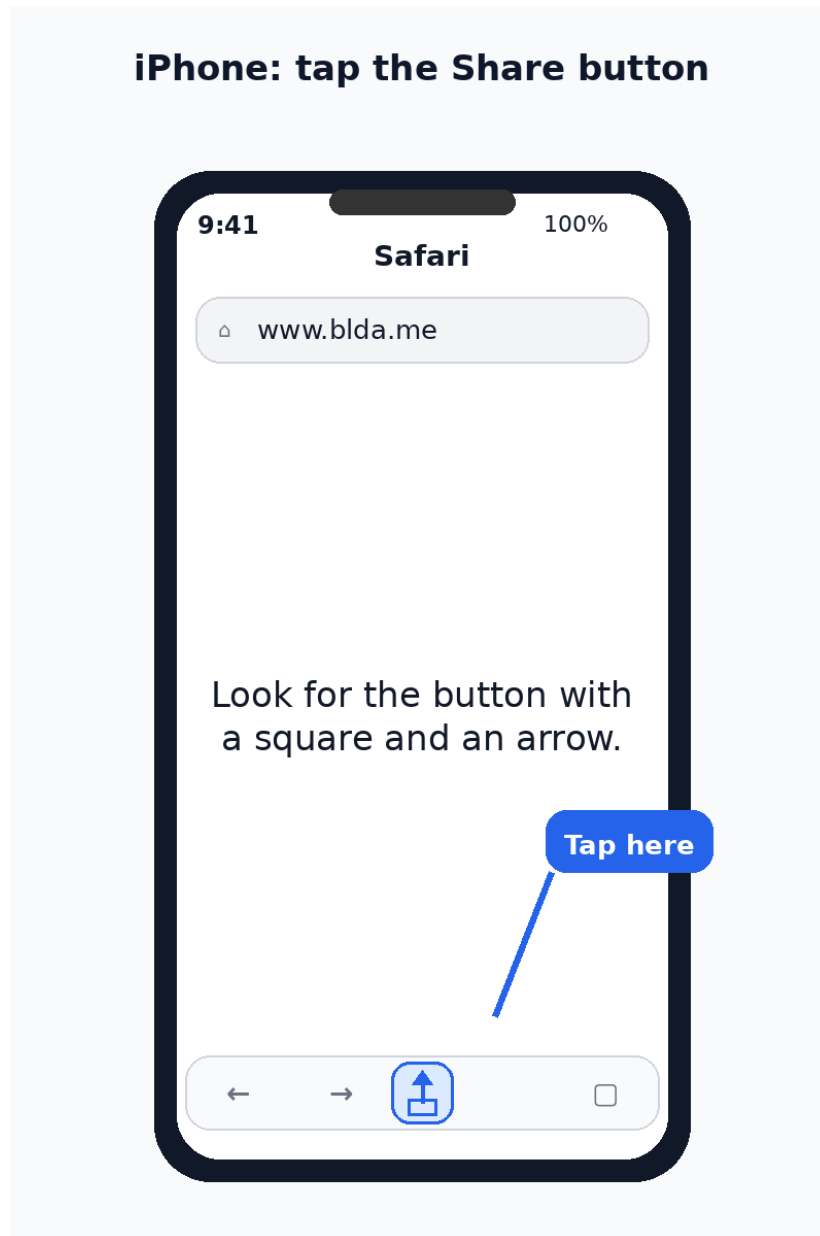 iPhone: tap the Share button
9:41
100%
Safari
www.blda.me
Look for the button with
a square and an arrow.
Tap here